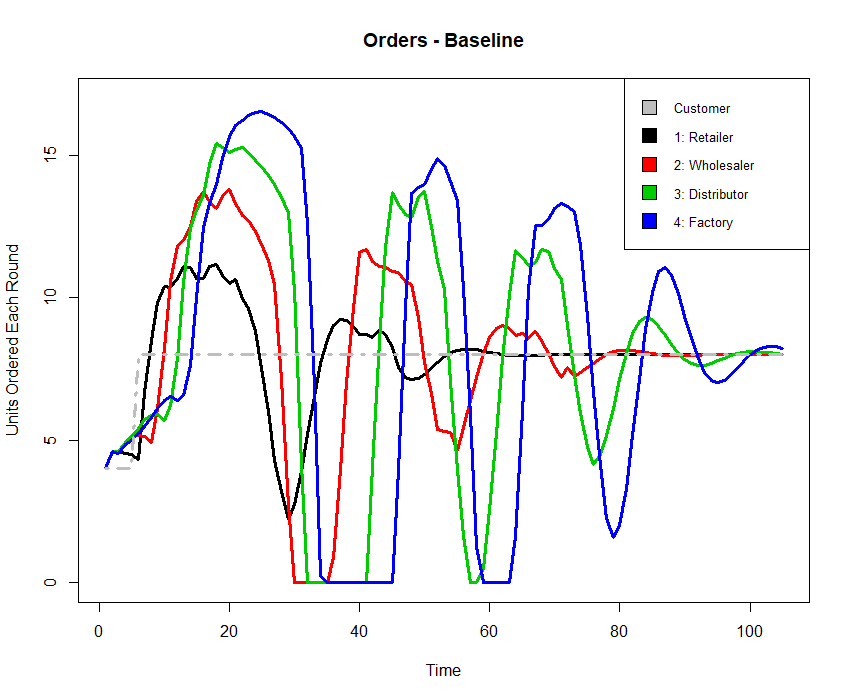 Orders - Baseline
Units Ordered Each Round
15
10
5
0
0 20 40 60 80 100
Time
Customer
1: Retailer
2: Wholesaler
3: Distributor
4: Factory